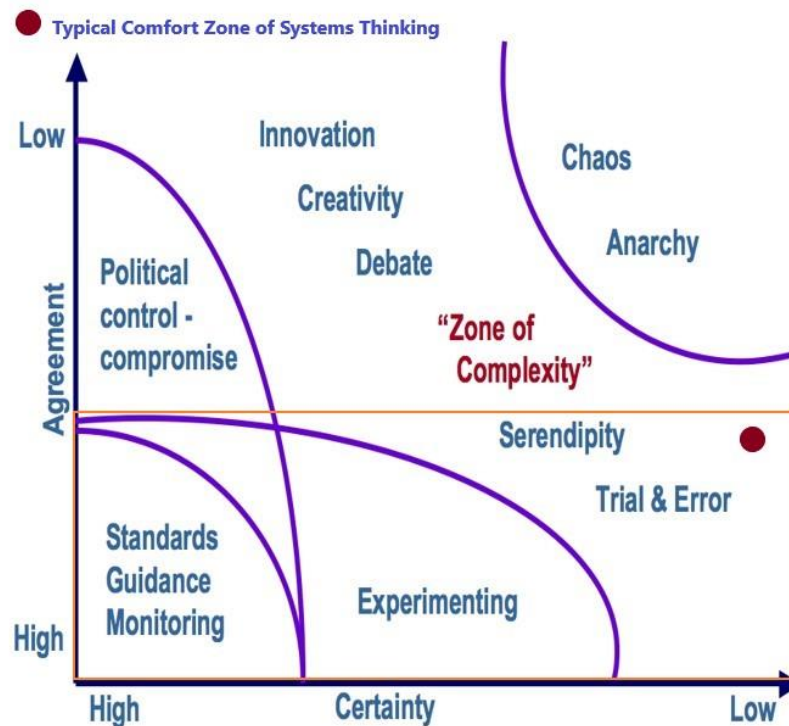 Typical Comfort Zone of Systems Thinking
Low
Innovation
Chaos
Creativity
Anarchy
Debate
Political
control -
compromise
“Zone of
Complexity”
Agreement
Serendipity
Trial & Error
Standards
Guidance
Monitoring
Experimenting
High
High
Certainty
Low